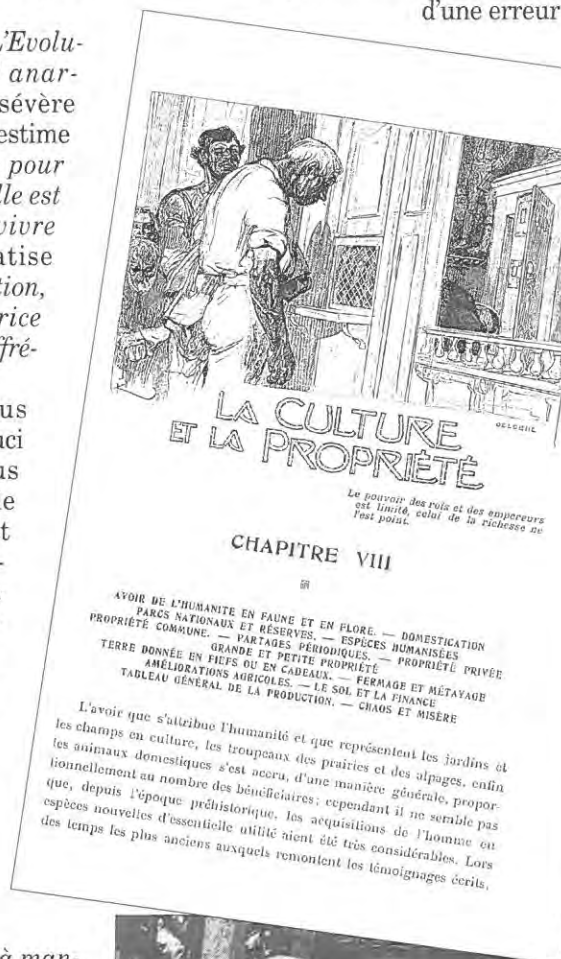 d'une erreur
L'Evolu-
anar-
sévère
estime
pour
lle est
vivre
atise
tion,
rice
ffré-
us
uci
us
le
t
-
LA CULTURE
ET LA PROPRIÉTÉ
DELOCHE
Le pouvoir des rois et des empereurs
est limité, celui de la richesse ne
l'est point.
CHAPITRE VIII
AVOIR DE L'HUMANITE EN FAUNE ET EN FLORE. — DOMESTICATION
PARCS NATIONAUX ET RÉSERVES. — ESPÈCES HUMANISÉES
PROPRIÉTÉ COMMUNE. — PARTAGES PÉRIODIQUES. — PROPRIÉTÉ PRIVÉE
GRANDE ET PETITE PROPRIÉTÉ
TERRE DONNÉE EN FIEFS OU EN CADEAUX. — FERMAGE ET MÉTAYAGE
AMÉLIORATIONS AGRICOLES. — LE SOL ET LA FINANCE
TABLEAU GÉNÉRAL DE LA PRODUCTION. — CHAOS ET MISÈRE
L'avoir que s'attribue l'humanité et que représentent les jardins et
les champs en culture, les troupeaux des prairies et des alpages, enfin
les animaux domestiques s'est accru, d'une manière générale, propor-
tionnellement au nombre des bénéficiaires; cependant il ne semble pas
que, depuis l'époque préhistorique, les acquisitions de l'homme en
espèces nouvelles d'essentielle utilité aient été très considérables. Lors
des temps les plus anciens auxquels remontent les témoignages écrits,
à man-